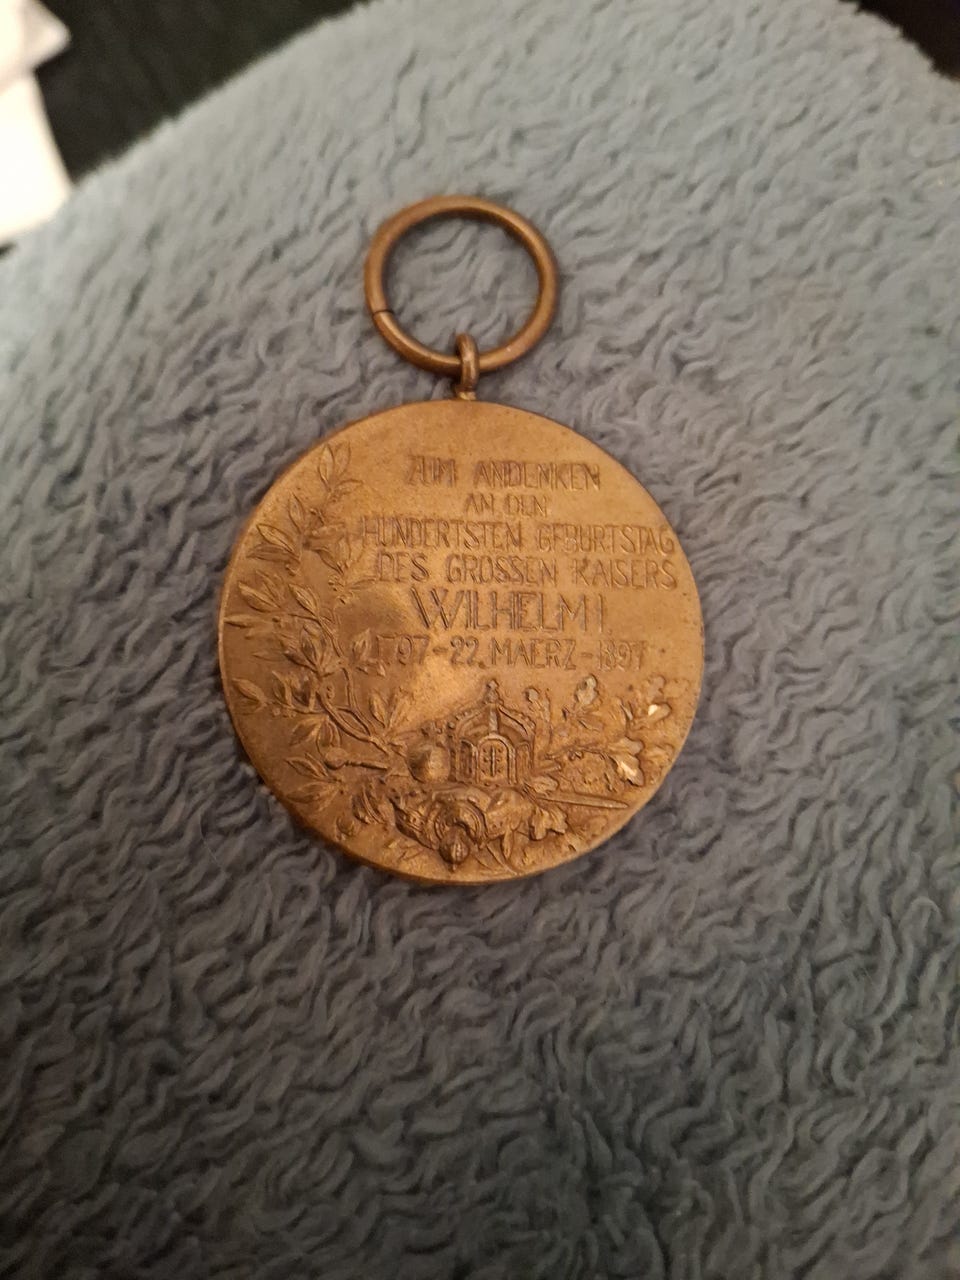 ZUM ANDENKEN
AN DEN
HUNDERTSTEN GEBURTSTAG
DES GROSSEN KAISERS
WILHELM I
1797-22. MAERZ-1897